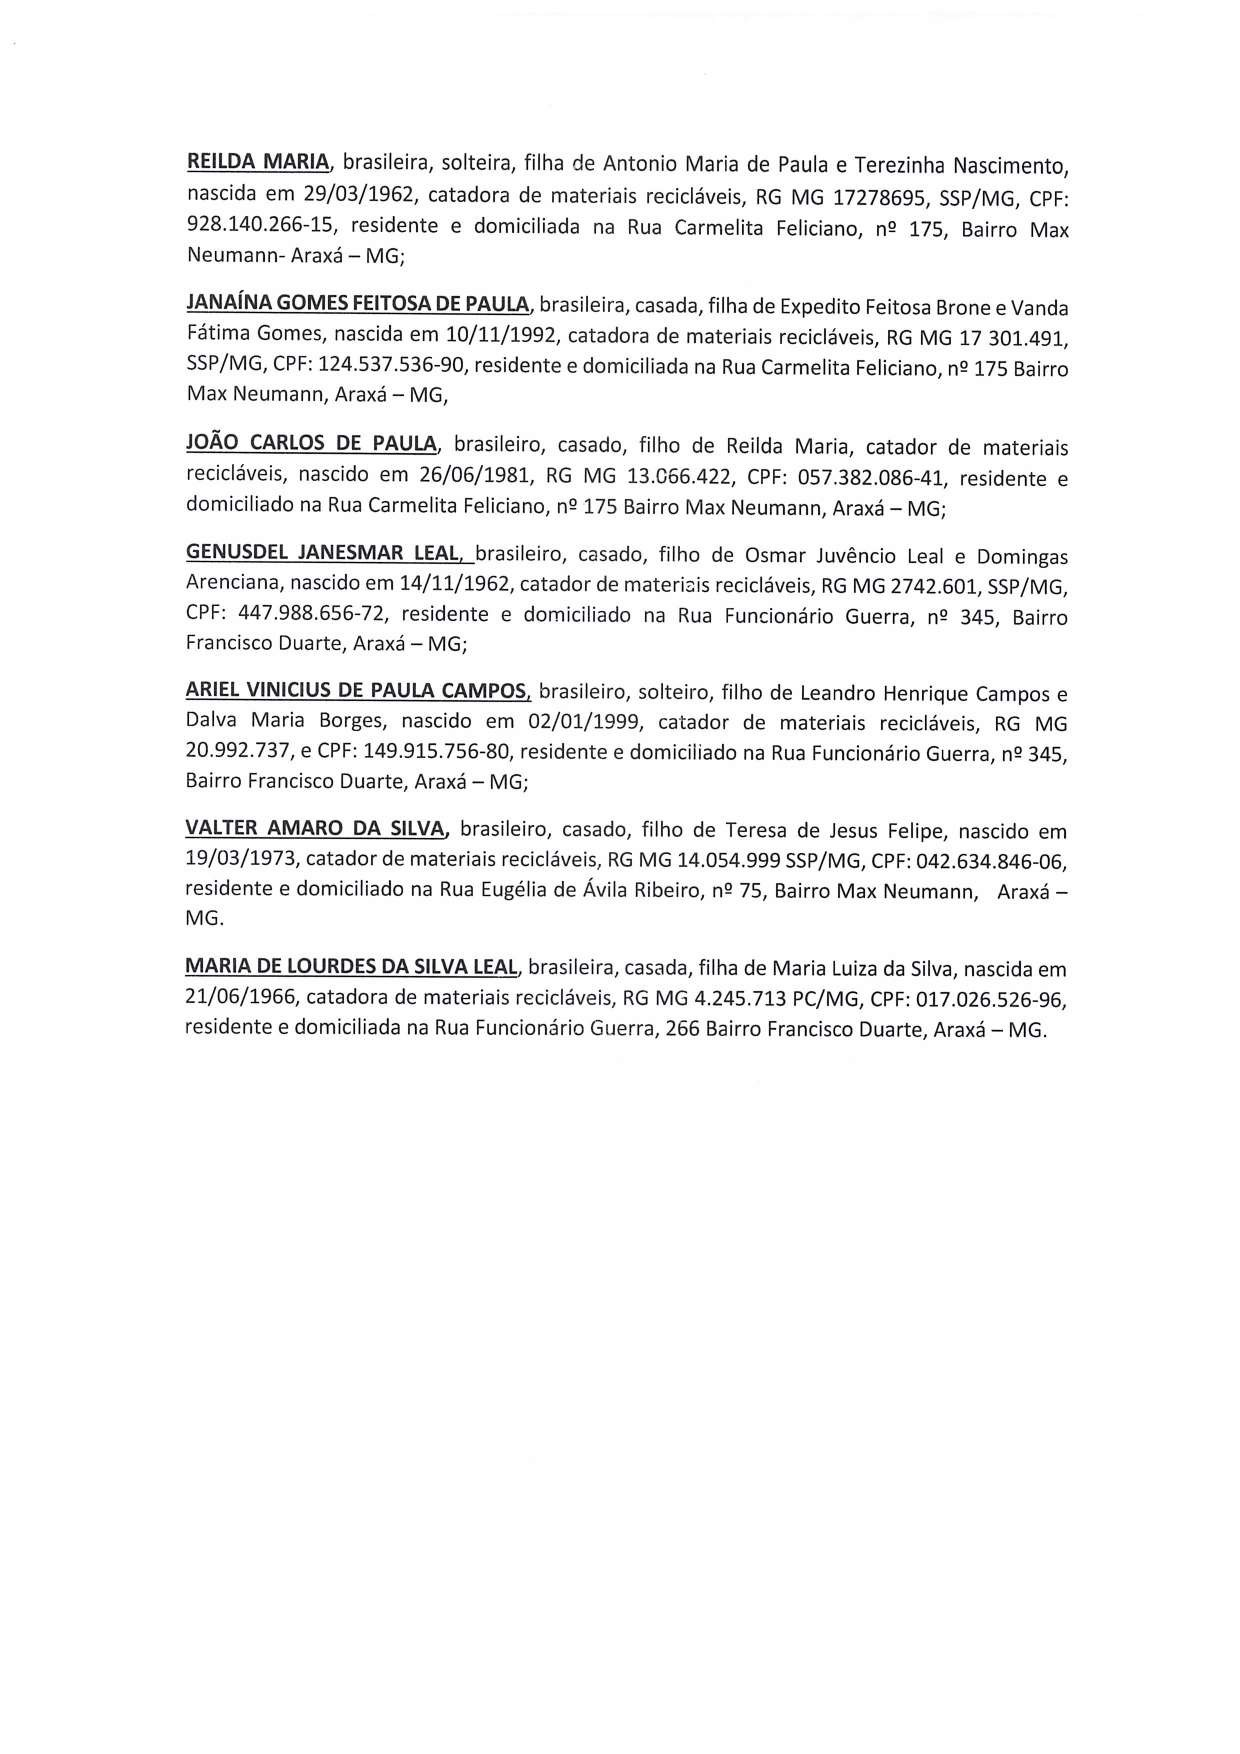 REILDA MARIA, brasileira, solteira, filha de Antonio Maria de Paula e Terezinha Nascimento,
nascida em 29/03/1962, catadora de materiais recicláveis, RG MG 17278695, SSP/MG, CPF:
928.140.266-15, residente e domiciliada na Rua Carmelita Feliciano, nº 175, Bairro Max
Neumann- Araxá – MG;
JANAÍNA GOMES FEITOSA DE PAULA, brasileira, casada, filha de Expedito Feitosa Brone e Vanda
Fátima Gomes, nascida em 10/11/1992, catadora de materiais recicláveis, RG MG 17 301.491,
SSP/MG, CPF: 124.537.536-90, residente e domiciliada na Rua Carmelita Feliciano, nº 175 Bairro
Max Neumann, Araxá – MG,
JOÃO CARLOS DE PAULA, brasileiro, casado, filho de Reilda Maria, catador de materiais
recicláveis, nascido em 26/06/1981, RG MG 13.066.422, CPF: 057.382.086-41, residente e
domiciliado na Rua Carmelita Feliciano, nº 175 Bairro Max Neumann, Araxá – MG;
GENUSDEL JANESMAR LEAL, brasileiro, casado, filho de Osmar Juvêncio Leal e Domingas
Arenciana, nascido em 14/11/1962, catador de materiais recicláveis, RG MG 2742.601, SSP/MG,
CPF: 447.988.656-72, residente e domiciliado na Rua Funcionário Guerra, nº 345, Bairro
Francisco Duarte, Araxá – MG;
ARIEL VINICIUS DE PAULA CAMPOS, brasileiro, solteiro, filho de Leandro Henrique Campos e
Dalva Maria Borges, nascido em 02/01/1999, catador de materiais recicláveis, RG MG
20.992.737, e CPF: 149.915.756-80, residente e domiciliado na Rua Funcionário Guerra, nº 345,
Bairro Francisco Duarte, Araxá – MG;
VALTER AMARO DA SILVA, brasileiro, casado, filho de Teresa de Jesus Felipe, nascido em
19/03/1973, catador de materiais recicláveis, RG MG 14.054.999 SSP/MG, CPF: 042.634.846-06,
residente e domiciliado na Rua Eugélia de Ávila Ribeiro, nº 75, Bairro Max Neumann, Araxá –
MG.
MARIA DE LOURDES DA SILVA LEAL, brasileira, casada, filha de Maria Luiza da Silva, nascida em
21/06/1966, catadora de materiais recicláveis, RG MG 4.245.713 PC/MG, CPF: 017.026.526-96,
residente e domiciliada na Rua Funcionário Guerra, 266 Bairro Francisco Duarte, Araxá – MG.